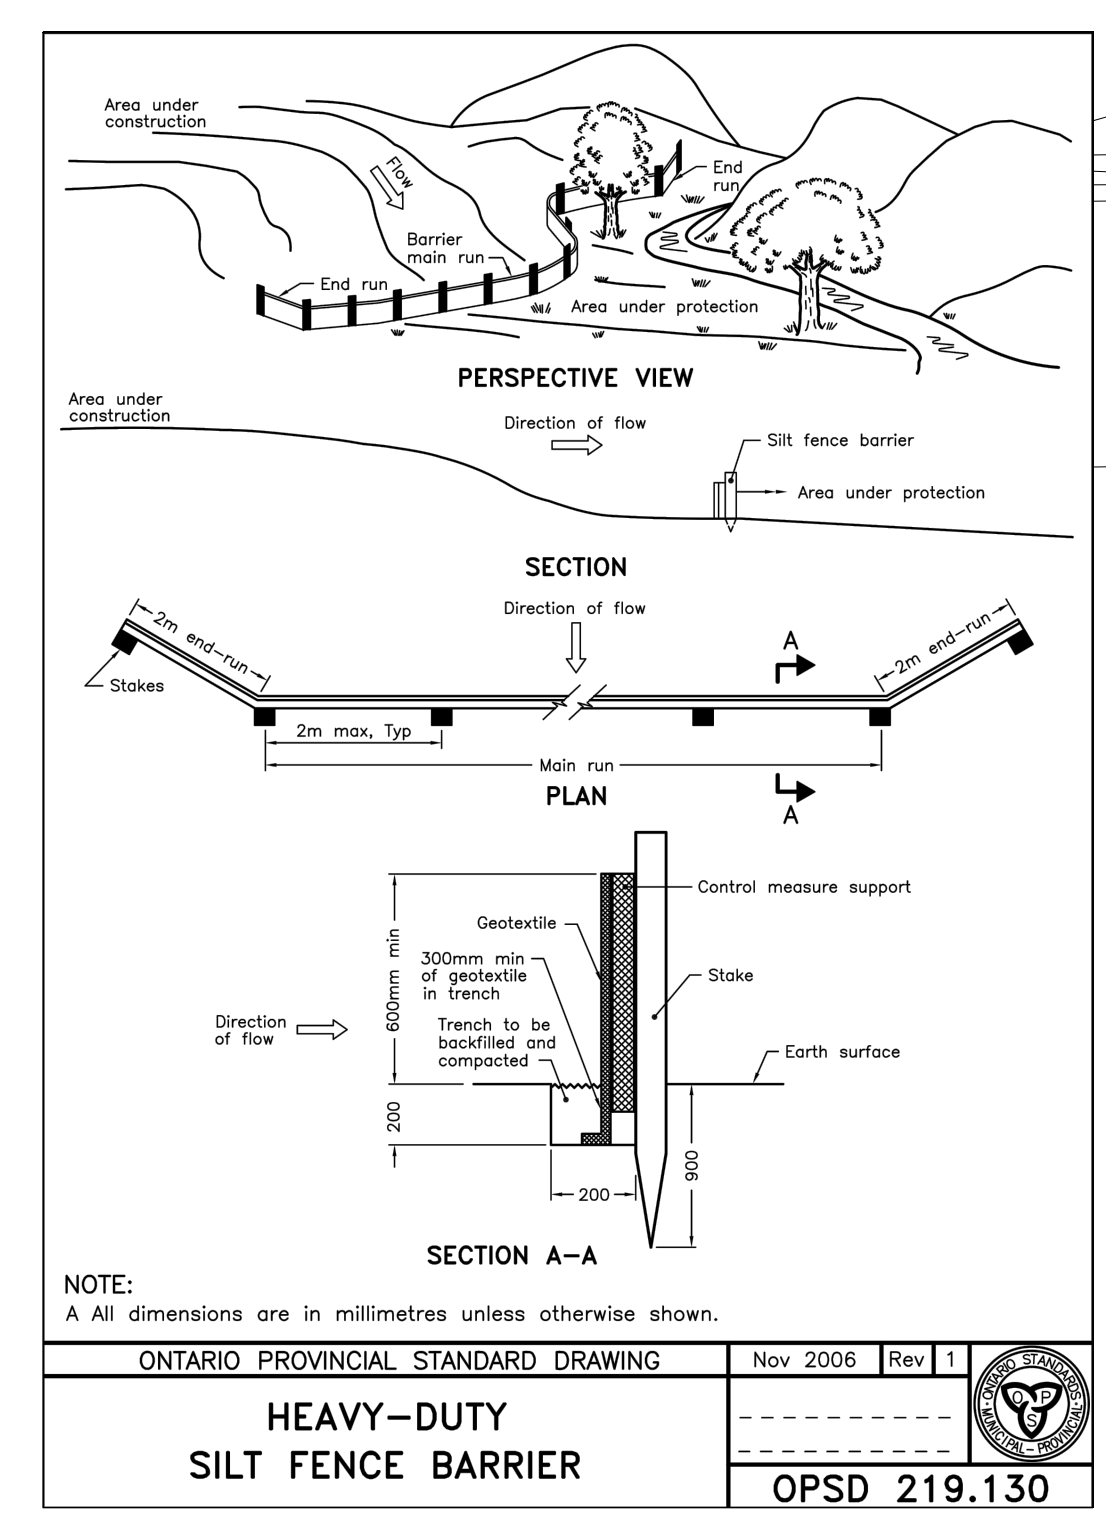 Area under
construction
Flow
End
run
Barrier
main run
End run
Area under protection
PERSPECTIVE VIEW
Area under
construction
Direction of flow
Silt fence barrier
Area under protection
SECTION
Direction of flow
2m end-run
A
2m end-run
Stakes
2m max, Typ
Main run
PLAN
A
Control measure support
Geotextile
600mm min
300mm min
of geotextile
in trench
Stake
Direction
of flow
Trench to be
backfilled and
compacted
Earth surface
200
900
200
SECTION A-A
NOTE:
A All dimensions are in millimetres unless otherwise shown.
ONTARIO PROVINCIAL STANDARD DRAWING
Nov 2006
Rev
1
HEAVY-DUTY
SILT FENCE BARRIER
ONTARIO STANDARDS
MUNICIPAL-PROVINCIAL
O P
S
OPSD 219.130